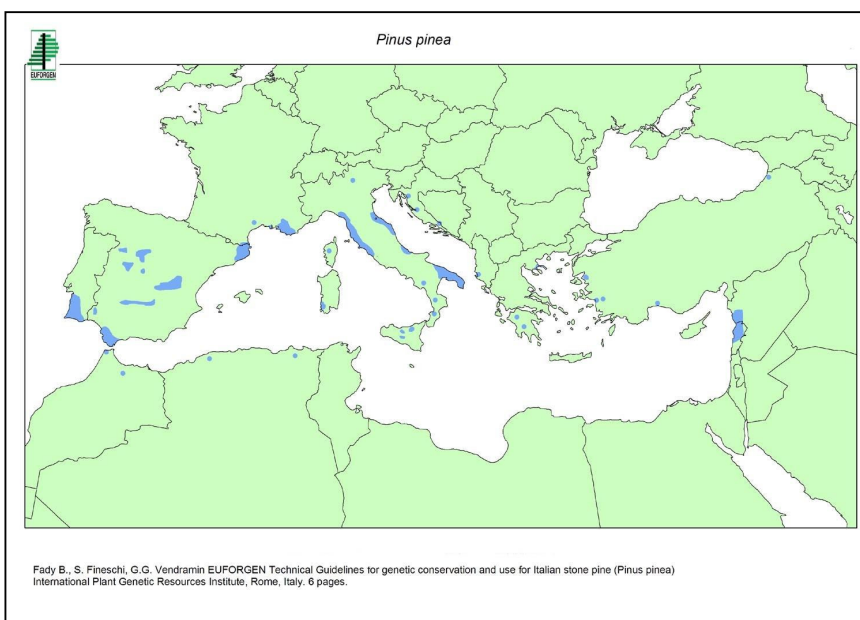 Pinus pinea
EUFORGEN
Fady B., S. Fineschi, G.G. Vendramin EUFORGEN Technical Guidelines for genetic conservation and use for Italian stone pine (Pinus pinea)
International Plant Genetic Resources Institute, Rome, Italy. 6 pages.